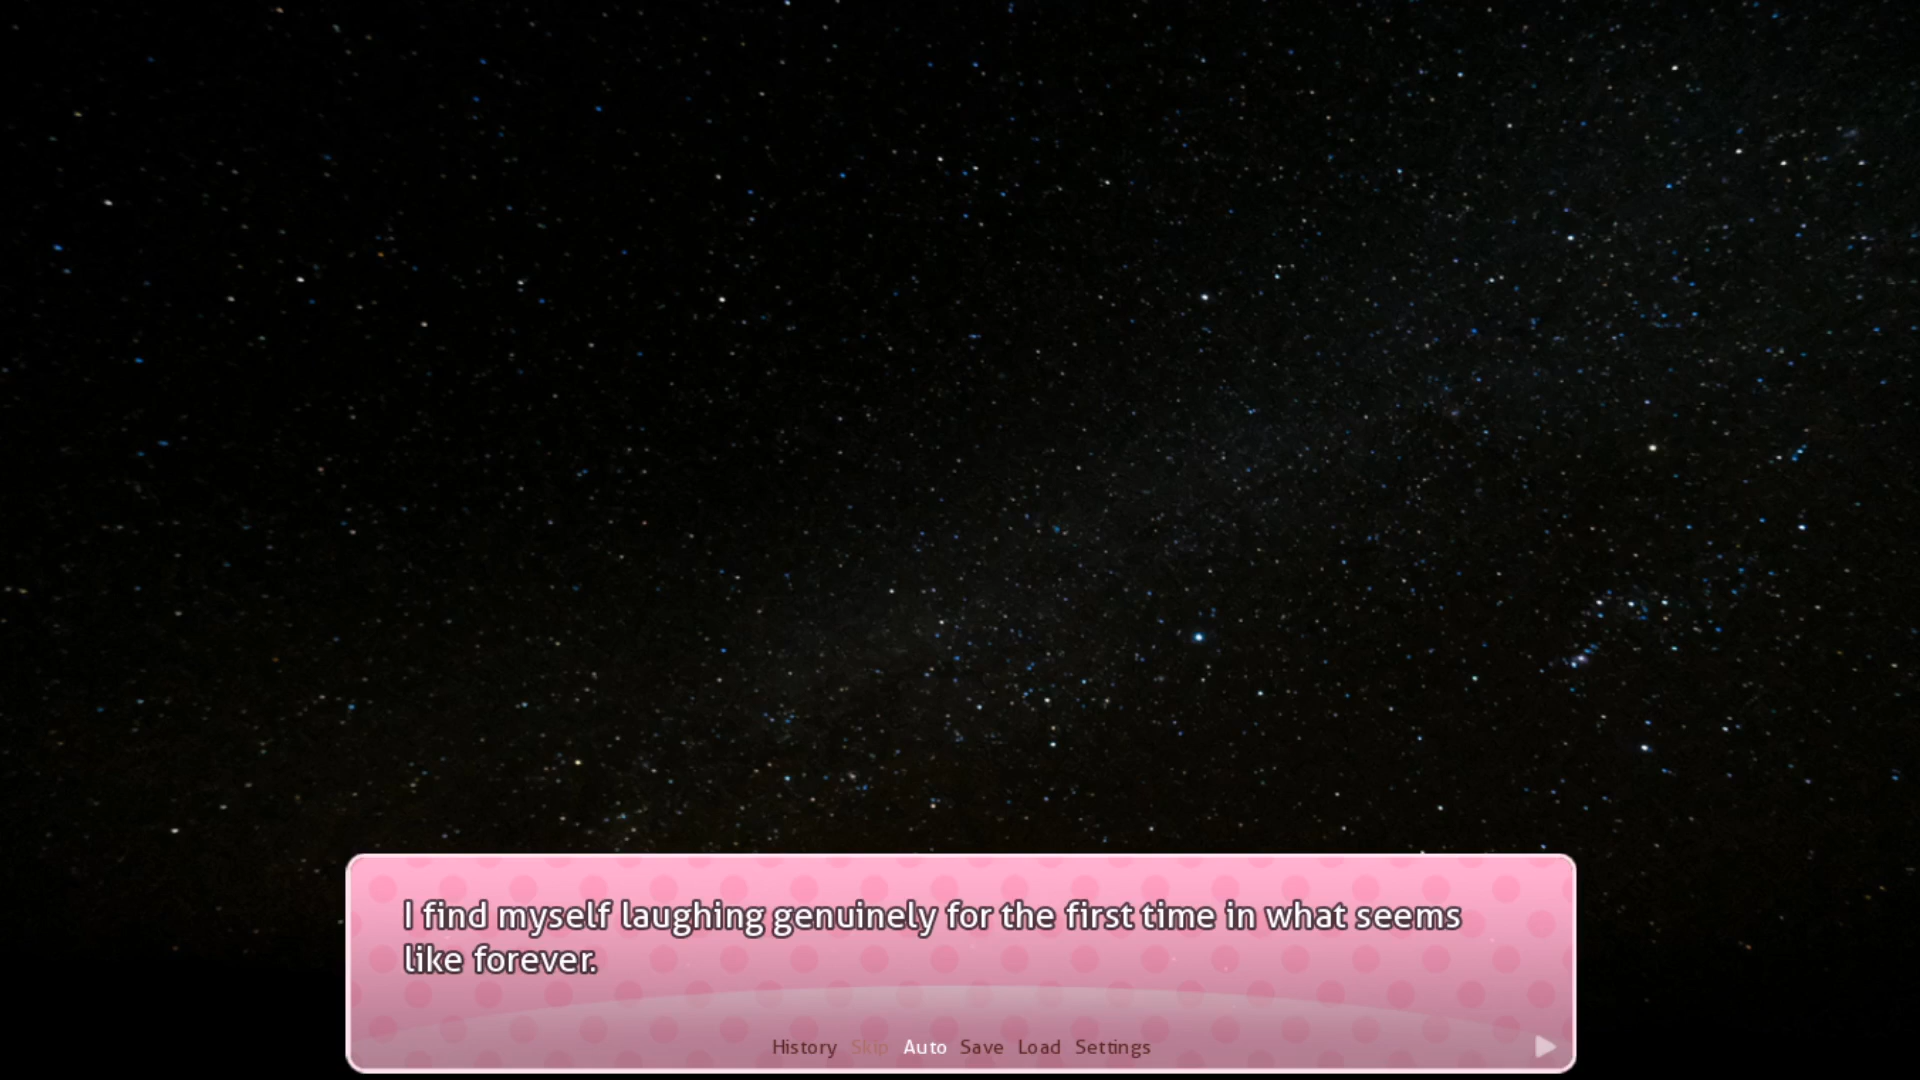 I find myself laughing genuinely for the first time in what seems
like forever.
History Skip Auto Save Load Settings